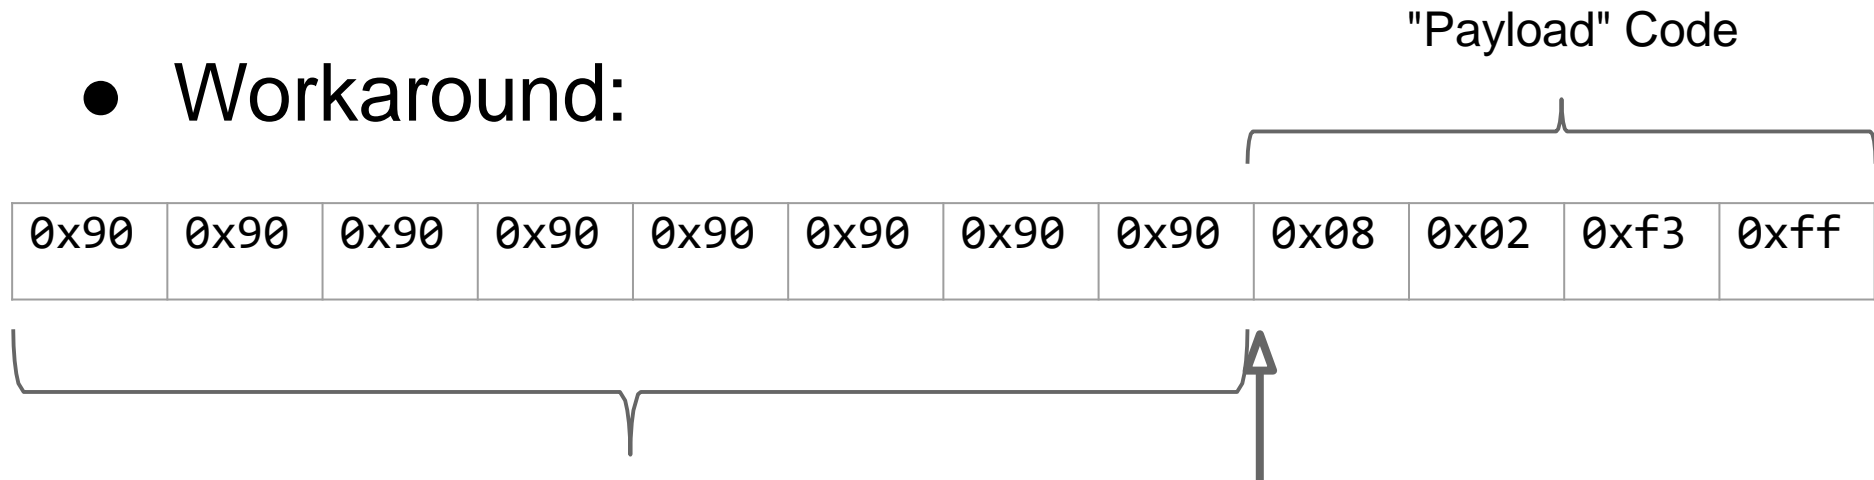 "Payload" Code
● Workaround:
0x90 0x90 0x90 0x90 0x90 0x90 0x90 0x90 0x08 0x02 0xf3 0xff